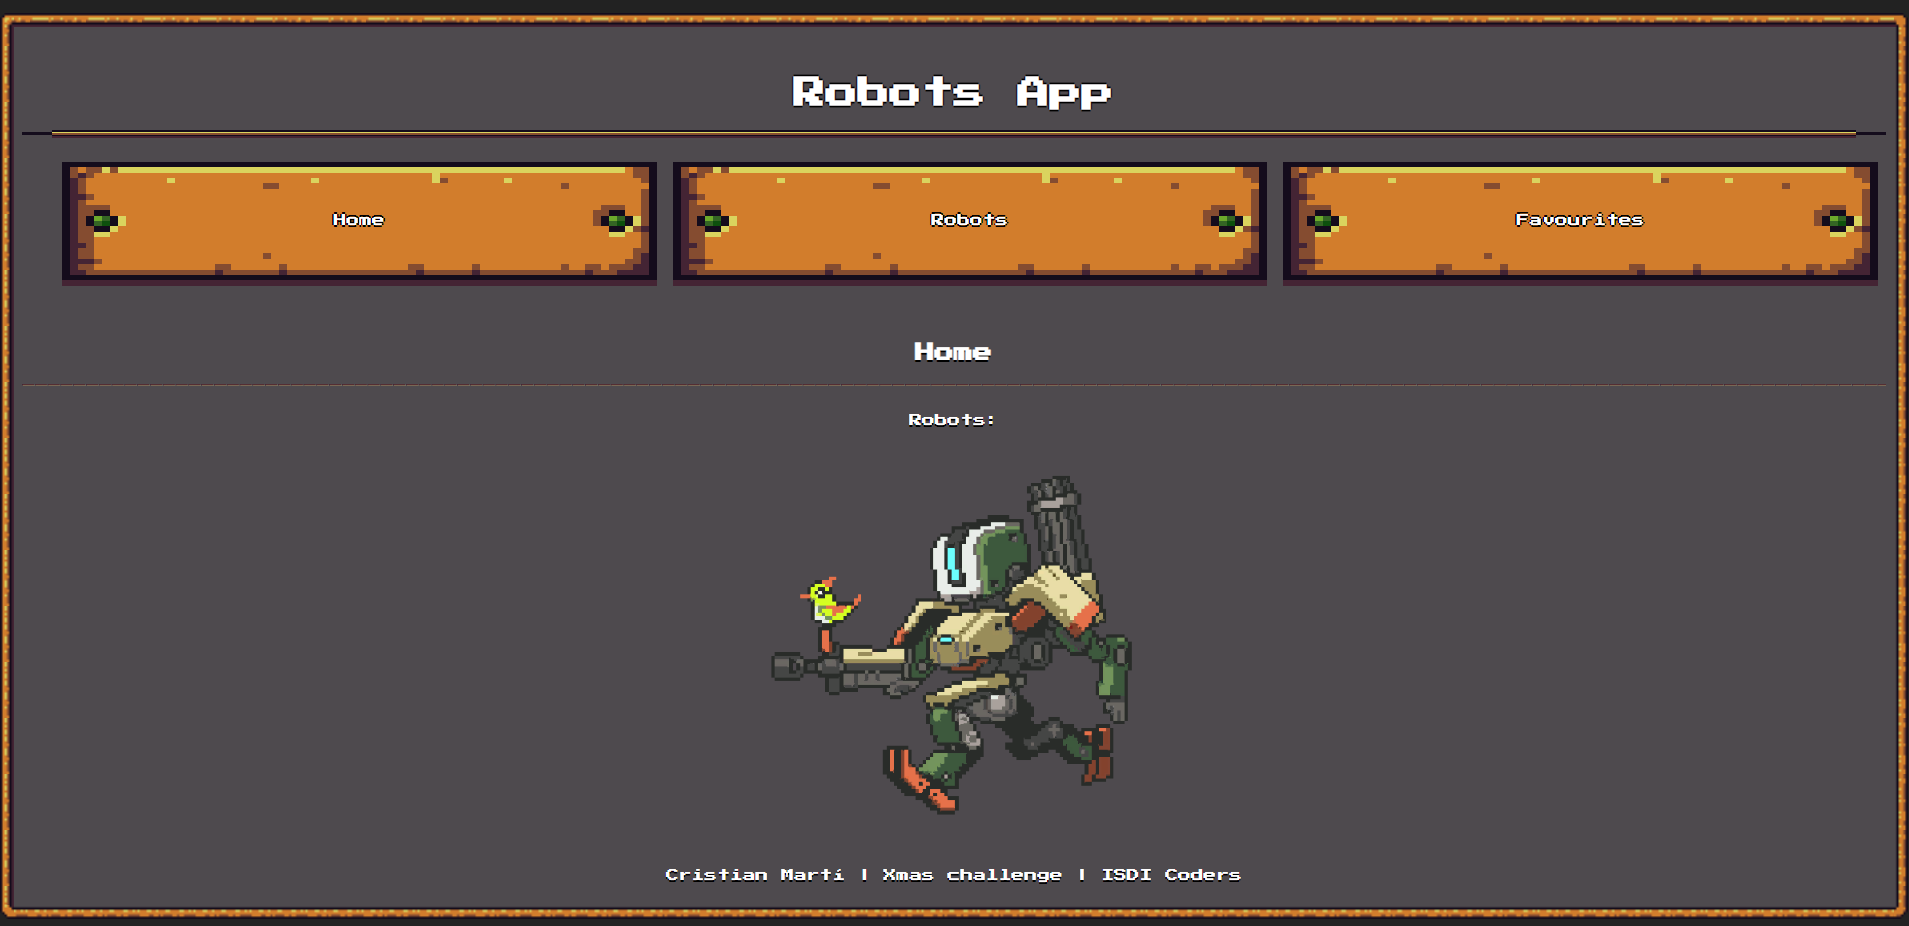 Robots App
Home
Robots
Favourites
Home
Robots:
Cristian Martí | Xmas challenge | ISDI Coders